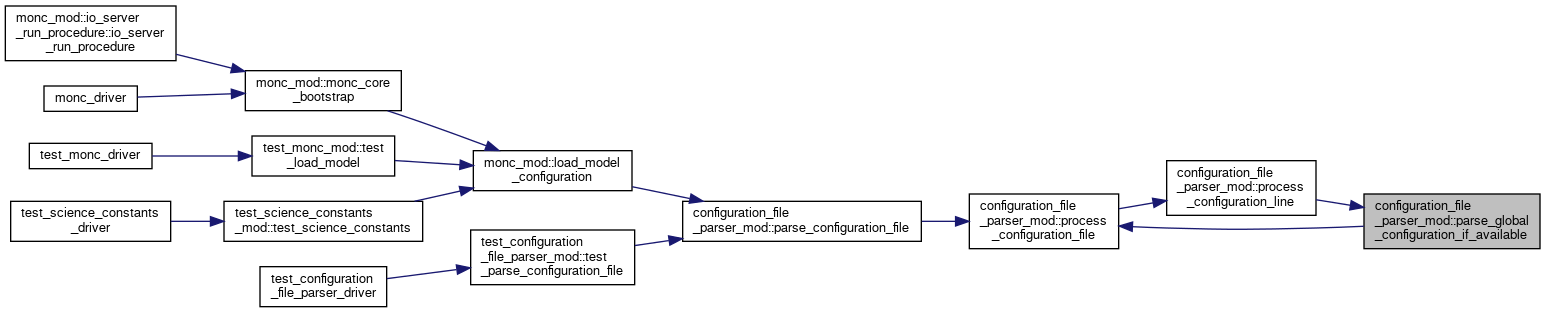 monc_mod::io_server
_run_procedure::io_server
_run_procedure
monc_driver
monc_mod::monc_core
_bootstrap
test_monc_driver
test_monc_mod::test
_load_model
test_science_constants
_driver
test_science_constants
_mod::test_science_constants
monc_mod::load_model
_configuration
test_configuration
_file_parser_driver
test_configuration
_file_parser_mod::test
_parse_configuration_file
configuration_file
_parser_mod::parse_configuration_file
configuration_file
_parser_mod::process
_configuration_file
configuration_file
_parser_mod::process
_configuration_line
configuration_file
_parser_mod::parse_global
_configuration_if_available